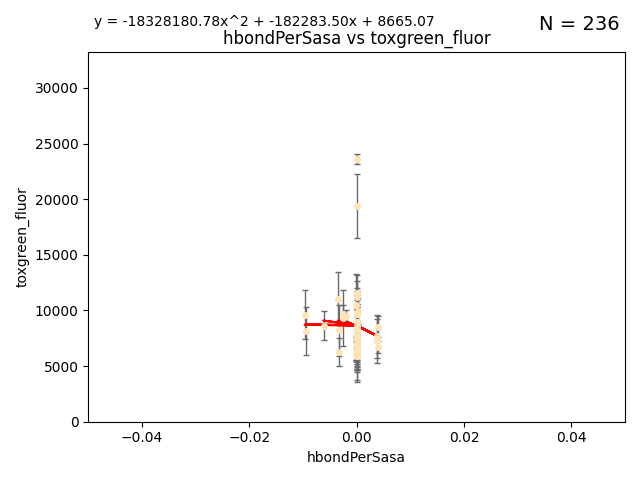 y = -18328180.78x^2 + -182283.50x + 8665.07
N = 236
hbondPerSasa vs toxgreen_fluor
30000
25000
20000
15000
10000
5000
0
toxgreen_fluor
−0.04
−0.02
0.00
0.02
0.04
hbondPerSasa